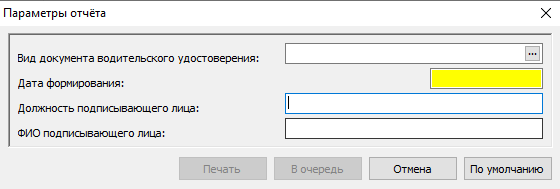 Параметры отчёта
Вид документа водительского удостоверения:
...
Дата формирования:
Должность подписывающего лица:
ФИО подписывающего лица:
Печать В очередь Отмена По умолчанию